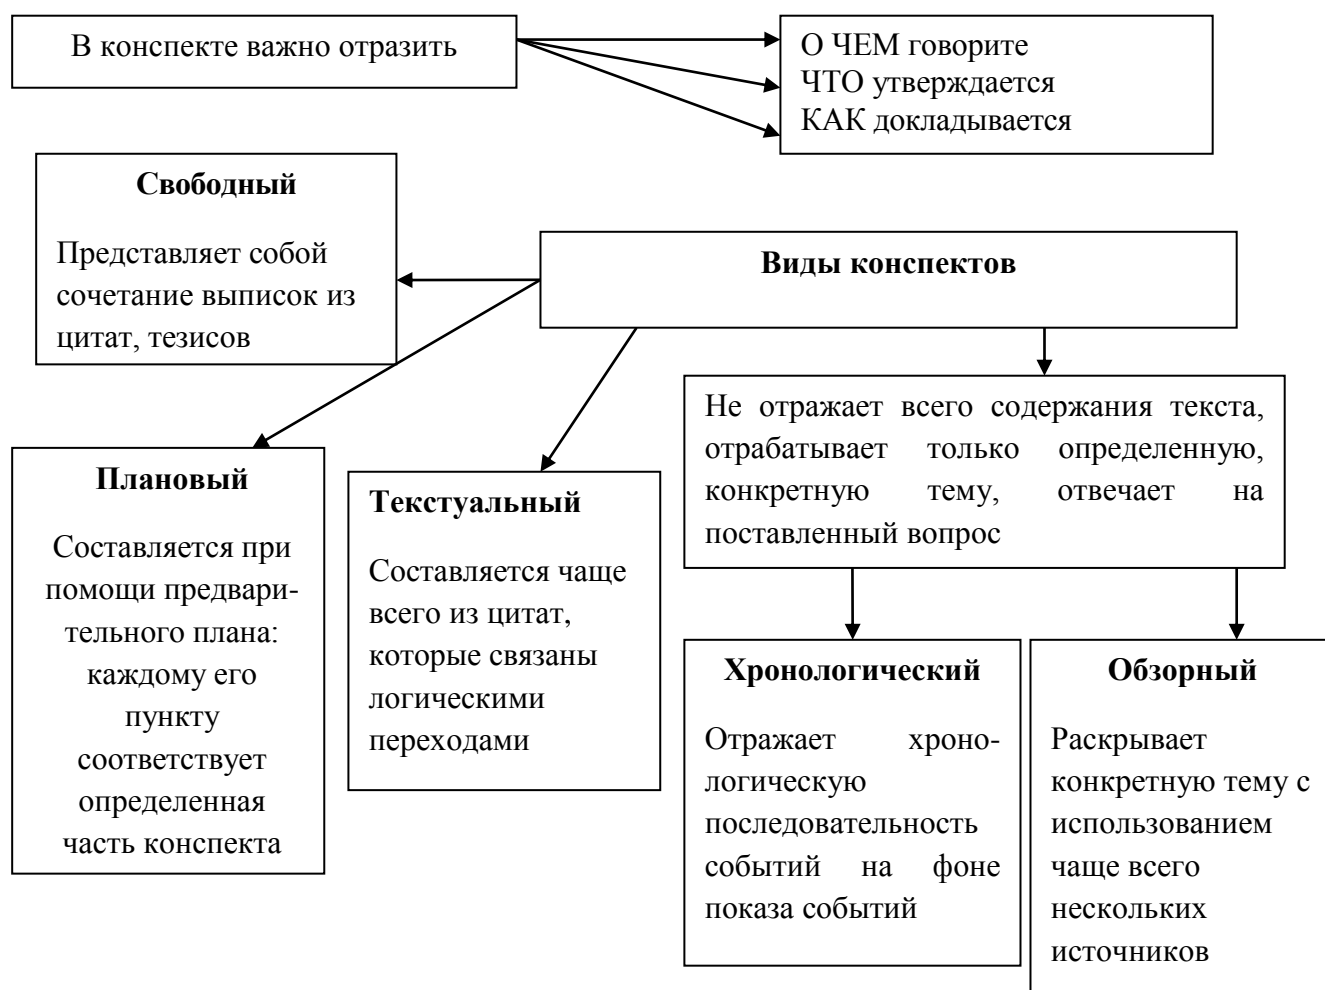 В конспекте важно отразить
О ЧЕМ говорите
ЧТО утверждается
КАК докладывается
Свободный
Представляет собой
сочетание выписок из
цитат, тезисов
Виды конспектов
Не отражает всего содержания текста,
отрабатывает только определенную,
конкретную тему, отвечает на
поставленный вопрос
Плановый
Составляется при
помощи предвари-
тельного плана:
каждому его
пункту
соответствует
определенная
часть конспекта
Текстуальный
Составляется чаще
всего из цитат,
которые связаны
логическими
переходами
Хронологический
Отражает хроно-
логическую
последовательность
событий на фоне
показа событий
Обзорный
Раскрывает
конкретную тему с
использованием
чаще всего
нескольких
источников